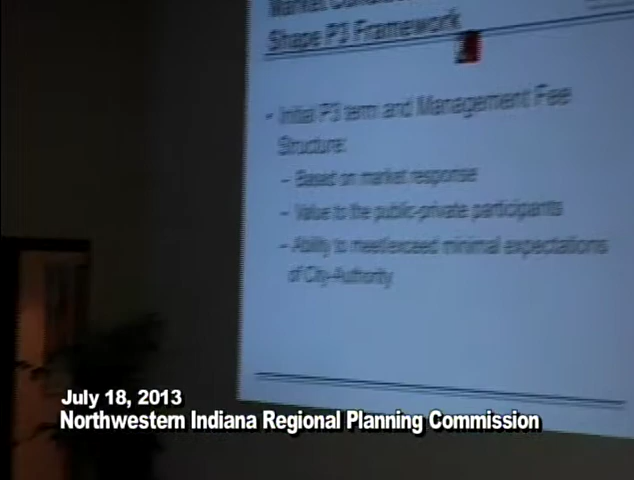 Market
Shape P3 Framework
- Initial P3 term and Management Fee
Structure:
– Based on market response
– Value to the public-private participants
– Ability to meet/exceed minimal expectations
of City-Authority
July 18, 2013
Northwestern Indiana Regional Planning Commission